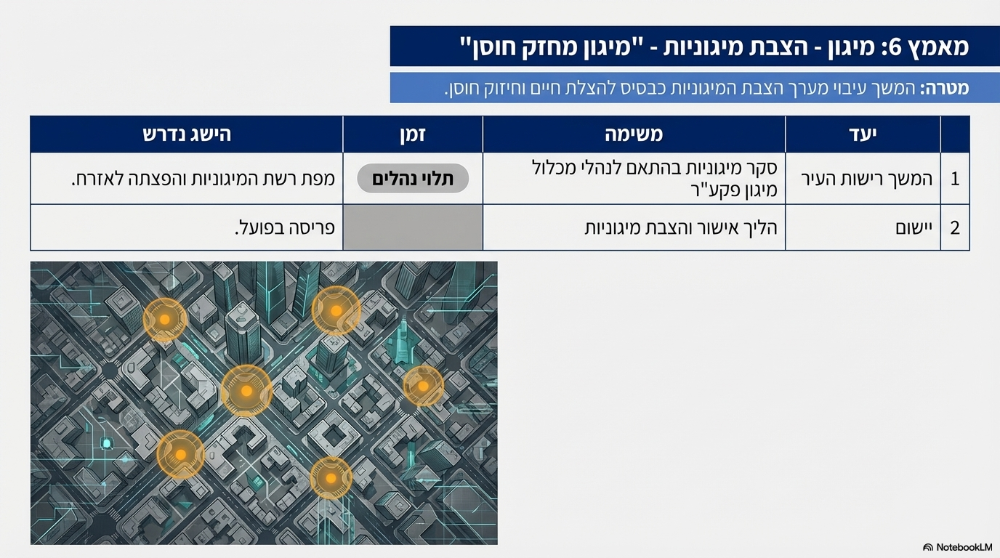 מאמץ 6: מיגון - הצבת מיגוניות - "מיגון מחזק חוסן"
מטרה: המשך עיבוי מערך הצבת המיגוניות כבסיס להצלת חיים וחיזוק חוסן.
יעד משימה זמן הישג נדרש
1 המשך רישות העיר סקר מיגוניות בהתאם לנהלי מכלול
מיגון פקע"ר תלוי נהלים מפת רשת המיגוניות והפצתה לאזרח.
2 יישום הליך אישור והצבת מיגוניות פריסה בפועל.
NotebookLM